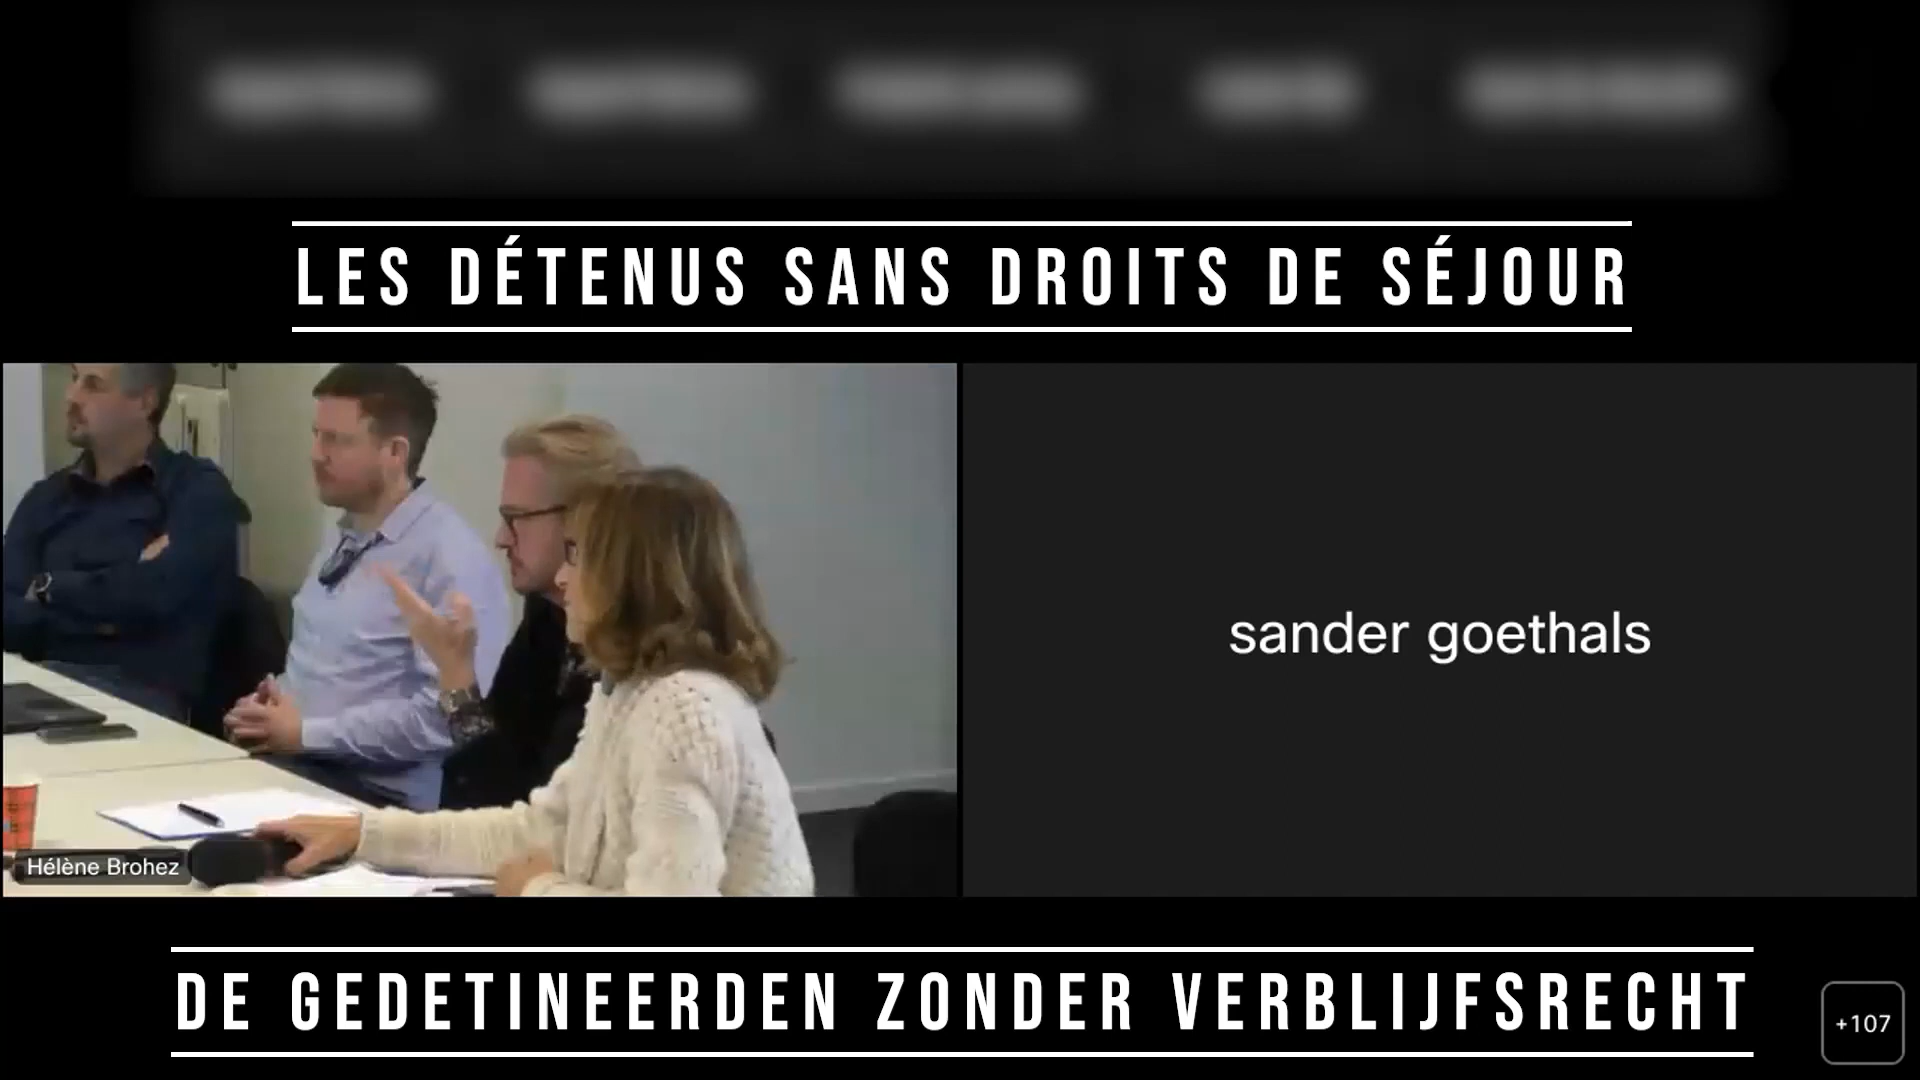 LES DÉTENUS SANS DROITS DE SÉJOUR
sander goethals
Hélène Brohez
DE GEDETINEERDEN ZONDER VERBLIJFSRECHT
+107